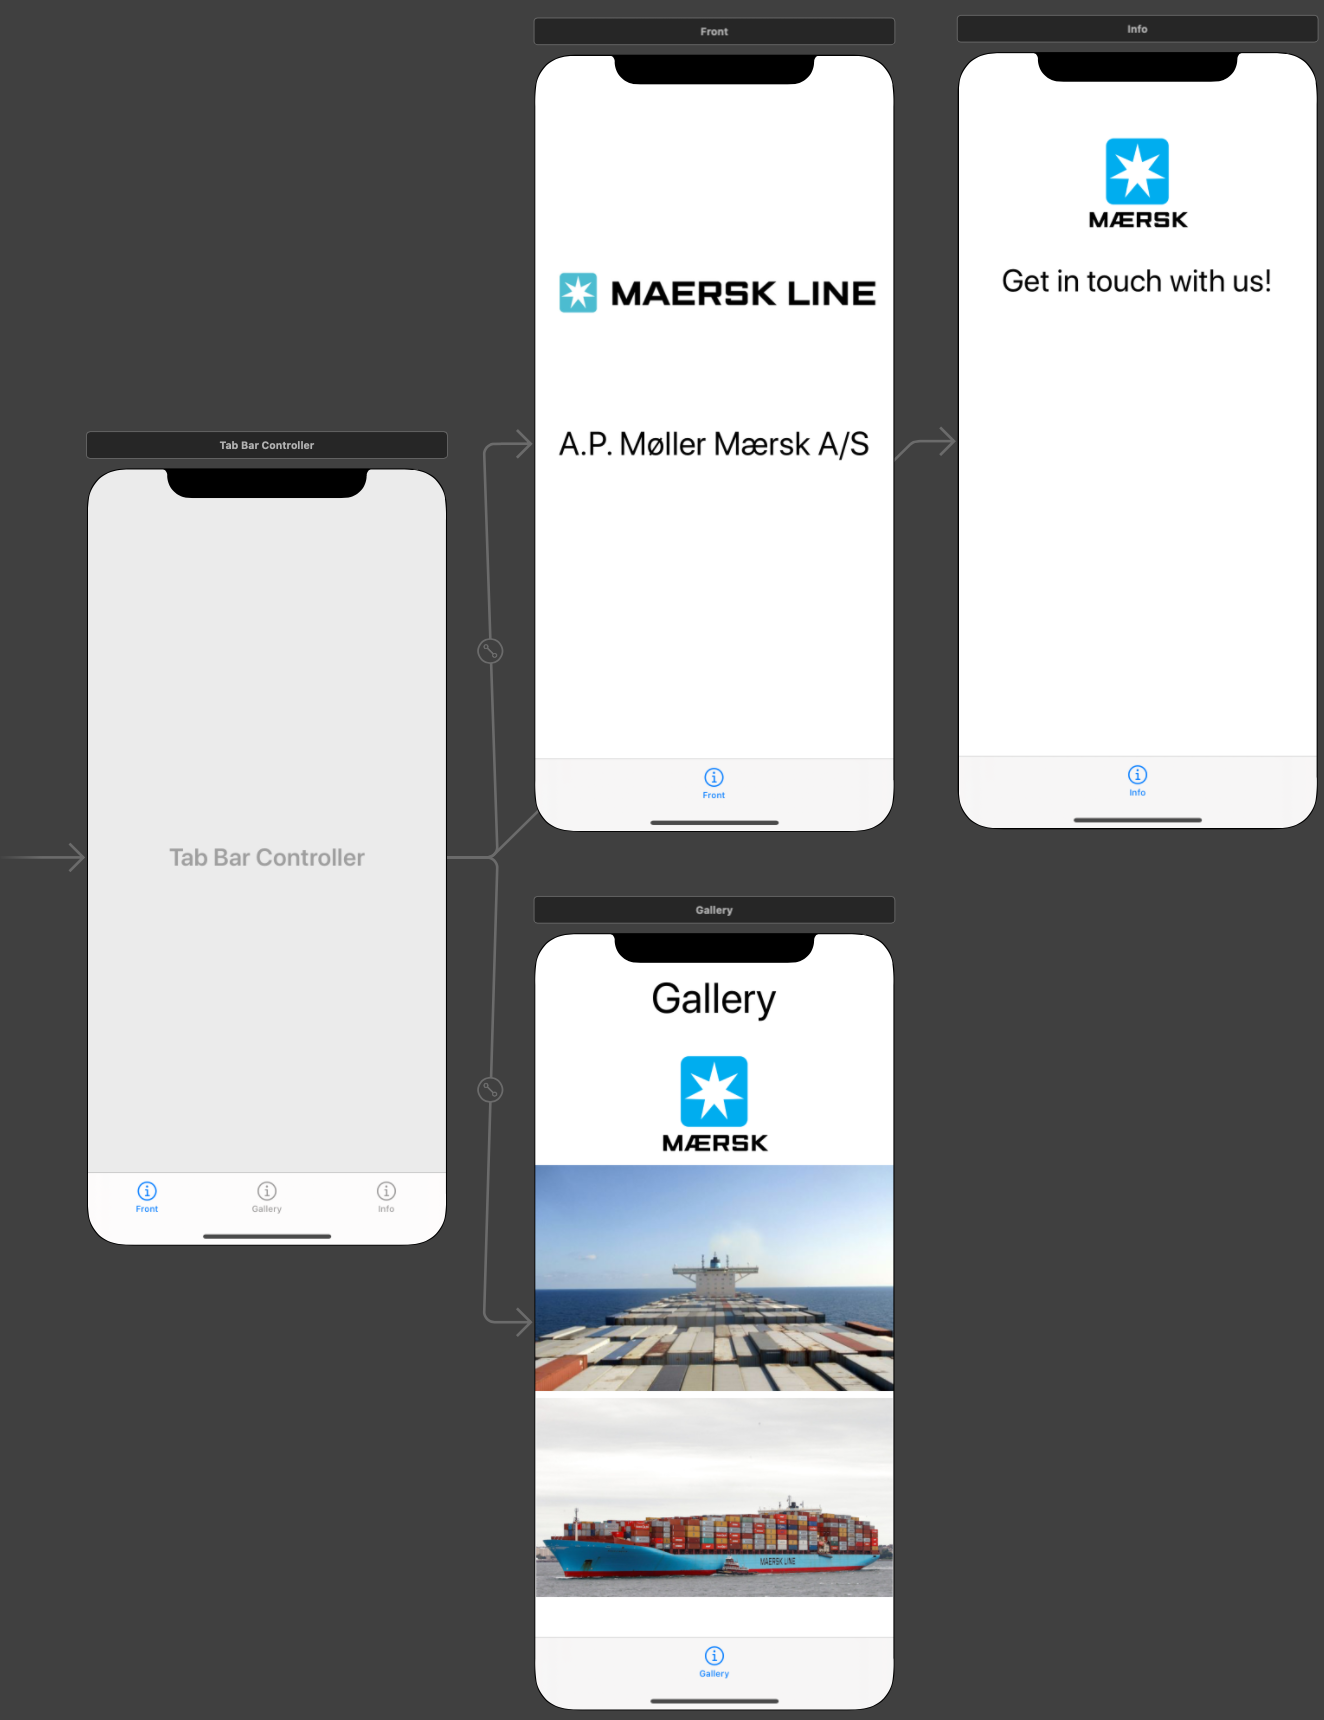 Front
MAERSK LINE
A.P. Møller Mærsk A/S
Front
Info
MÆRSK
Get in touch with us!
Info
Tab Bar Controller
Tab Bar Controller
Front
Gallery
Info
Gallery
Gallery
MÆRSK
MAERSK LINE
Gallery